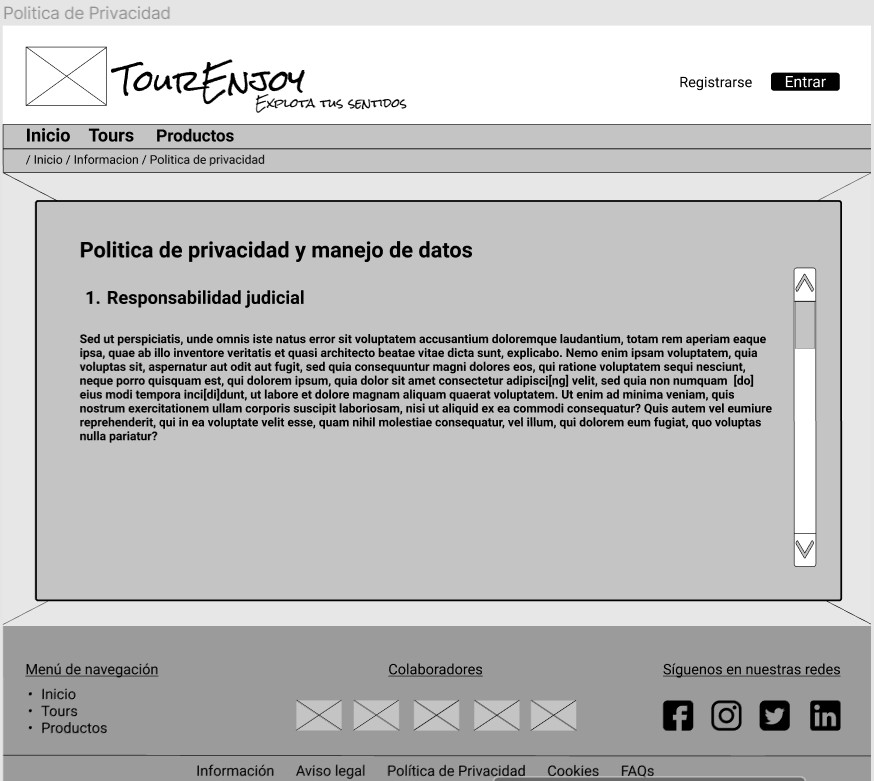 Politica de Privacidad
TourEnjoy
Explota tus sentidos
Registrarse Entrar
Inicio Tours Productos
/ Inicio / Informacion / Politica de privacidad
Politica de privacidad y manejo de datos
1. Responsabilidad judicial
Sed ut perspiciatis, unde omnis iste natus error sit voluptatem accusantium doloremque laudantium, totam rem aperiam eaque
ipsa, quae ab illo inventore veritatis et quasi architecto beatae vitae dicta sunt, explicabo. Nemo enim ipsam voluptatem, quia
voluptas sit, aspernatur aut odit aut fugit, sed quia consequuntur magni dolores eos, qui ratione voluptatem sequi nesciunt,
neque porro quisquam est, qui dolorem ipsum, quia dolor sit amet consectetur adipisci[ng] velit, sed quia non numquam [do]
eius modi tempora inci[di]dunt, ut labore et dolore magnam aliquam quaerat voluptatem. Ut enim ad minima veniam, quis
nostrum exercitationem ullam corporis suscipit laboriosam, nisi ut aliquid ex ea commodi consequatur? Quis autem vel eumiure
reprehenderit, qui in ea voluptate velit esse, quam nihil molestiae consequatur, vel illum, qui dolorem eum fugiat, quo voluptas
nulla pariatur?
Menú de navegación
• Inicio
• Tours
• Productos
Colaboradores
Síguenos en nuestras redes
Información Aviso legal Política de Privacidad Cookies FAQs